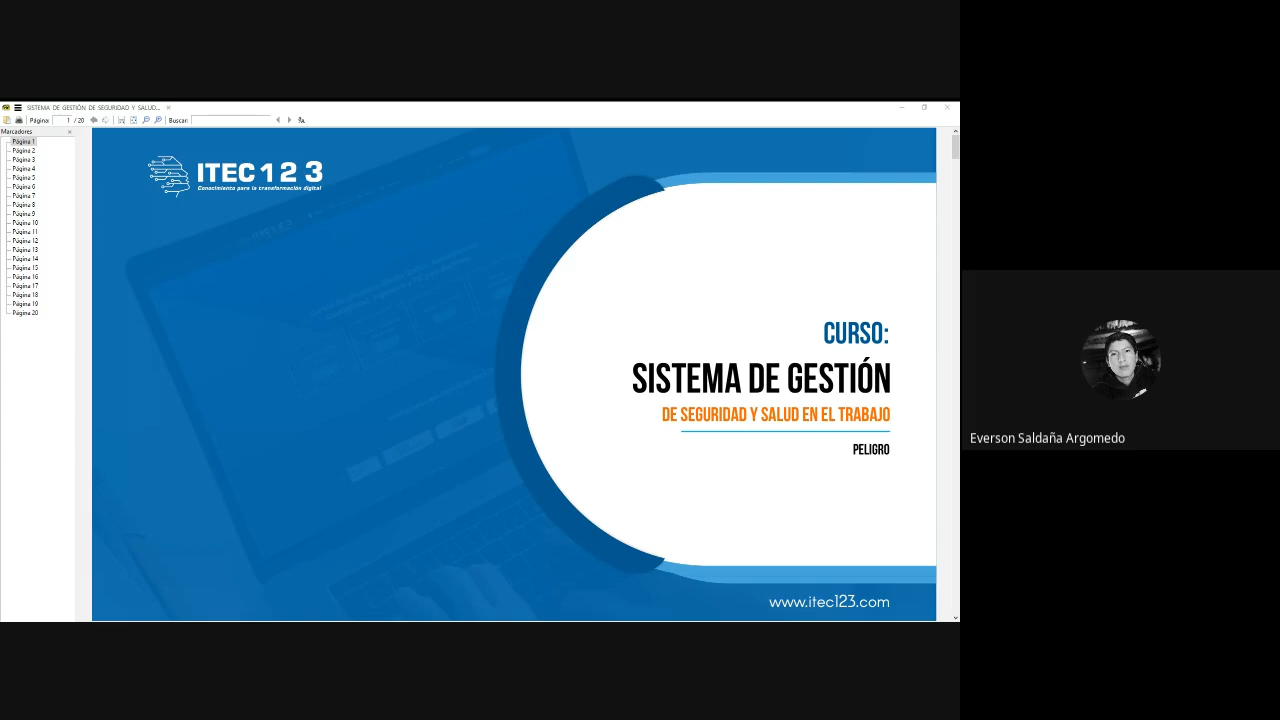 SISTEMA DE GESTIÓN DE SEGURIDAD Y SALUD...
Página: 1 / 20 Buscar:
Marcadores
Página 1
Página 2
Página 3
Página 4
Página 5
Página 6
Página 7
Página 8
Página 9
Página 10
Página 11
Página 12
Página 13
Página 14
Página 15
Página 16
Página 17
Página 18
Página 19
Página 20
ITEC 1 2 3
Conocimiento para la transformación digital
CURSO:
SISTEMA DE GESTIÓN
DE SEGURIDAD Y SALUD EN EL TRABAJO
PELIGRO
www.itec123.com
Everson Saldaña Argomedo